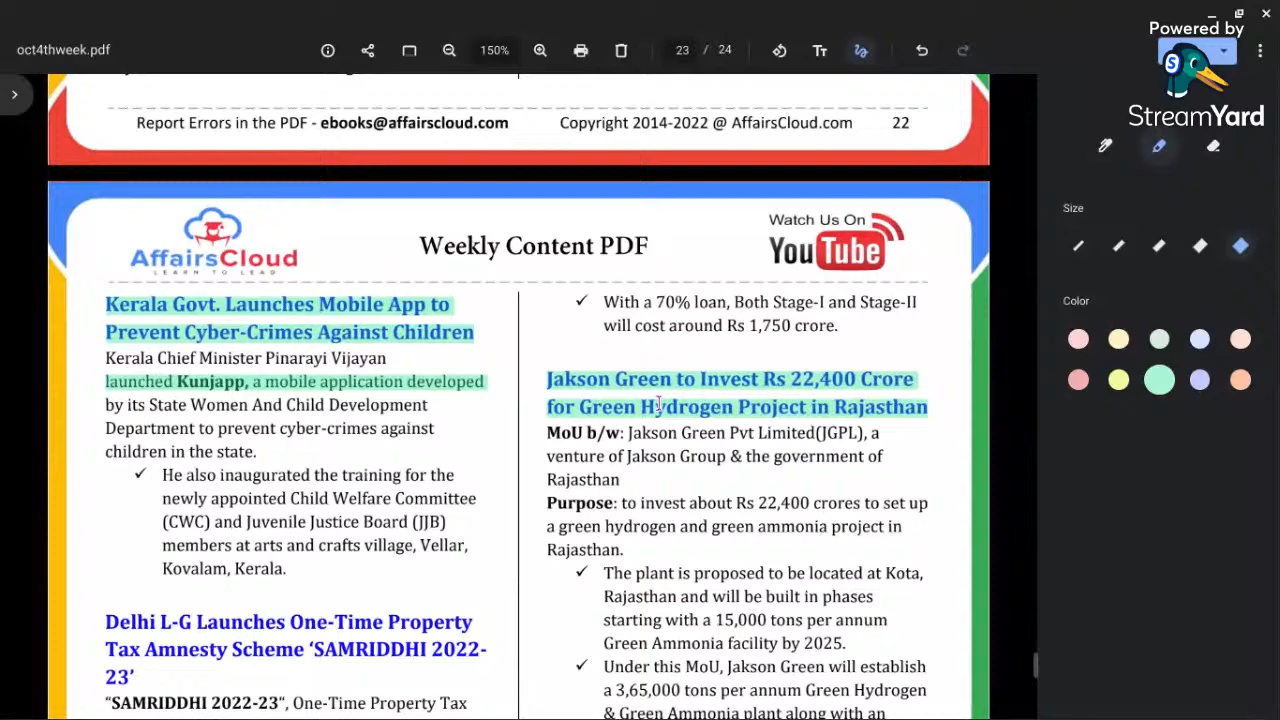 Powered by
oct4thweek.pdf
150%
23 / 24
StreamYard
Report Errors in the PDF - ebooks@affairscloud.com
Copyright 2014-2022 @ AffairsCloud.com
22
AffairsCloud
LEARN TO LEAD
Weekly Content PDF
Watch Us On
YouTube
Kerala Govt. Launches Mobile App to
Prevent Cyber-Crimes Against Children
Kerala Chief Minister Pinarayi Vijayan
launched Kunjapp, a mobile application developed
by its State Women And Child Development
Department to prevent cyber-crimes against
children in the state.
✓ He also inaugurated the training for the
newly appointed Child Welfare Committee
(CWC) and Juvenile Justice Board (JJB)
members at arts and crafts village, Vellar,
Kovalam, Kerala.
Delhi L-G Launches One-Time Property
Tax Amnesty Scheme ‘SAMRIDDHI 2022-
23’
“SAMRIDDHI 2022-23“, One-Time Property Tax
✓ With a 70% loan, Both Stage-I and Stage-II
will cost around Rs 1,750 crore.
Jakson Green to Invest Rs 22,400 Crore
for Green Hydrogen Project in Rajasthan
MoU b/w: Jakson Green Pvt Limited(JGPL), a
venture of Jakson Group & the government of
Rajasthan
Purpose: to invest about Rs 22,400 crores to set up
a green hydrogen and green ammonia project in
Rajasthan.
✓ The plant is proposed to be located at Kota,
Rajasthan and will be built in phases
starting with a 15,000 tons per annum
Green Ammonia facility by 2025.
✓ Under this MoU, Jakson Green will establish
a 3,65,000 tons per annum Green Hydrogen
& Green Ammonia plant along with an
Size
Color